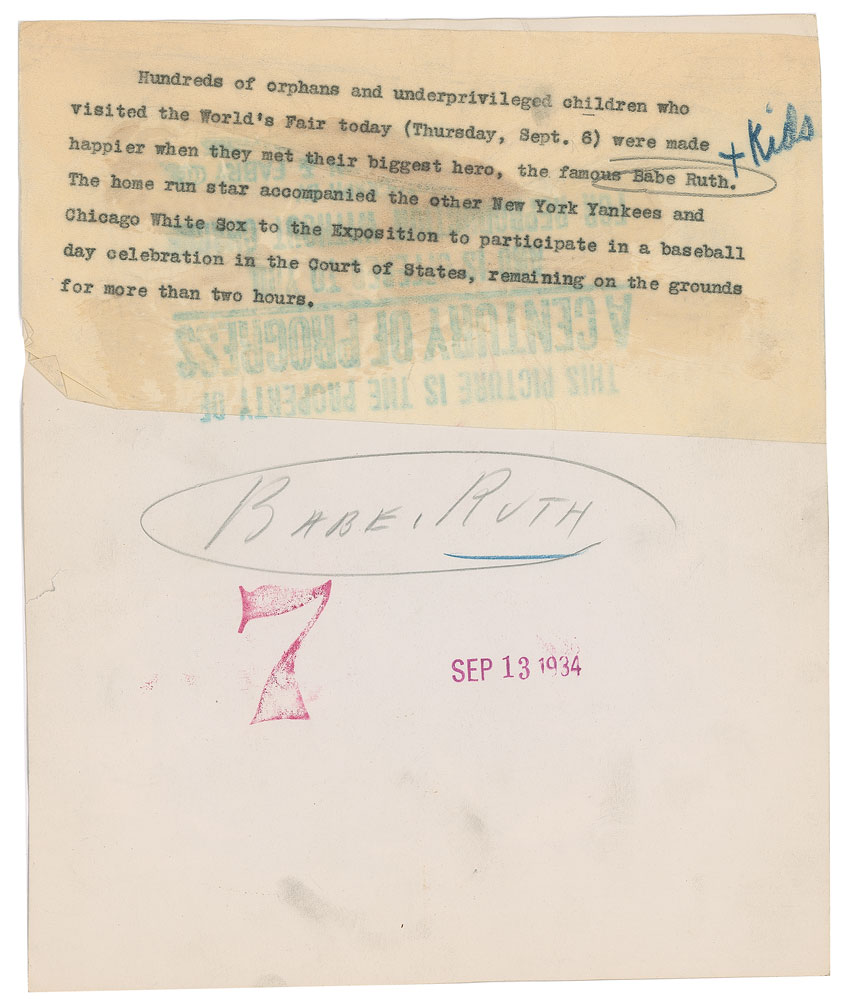 Hundreds of orphans and underprivileged children who
visited the World's Fair today (Thursday, Sept. 6) were made
+ Kids
happier when they met their biggest hero, the famous Babe Ruth.
The home run star accompanied the other New York Yankees and
Chicago White Sox to the Exposition to participate in a baseball
day celebration in the Court of States, remaining on the grounds
for more than two hours.
A CENTURY OF PROGRESS
THIS PICTURE IS THE PROPERTY OF
BABE. RUTH
7
SEP 13 1934